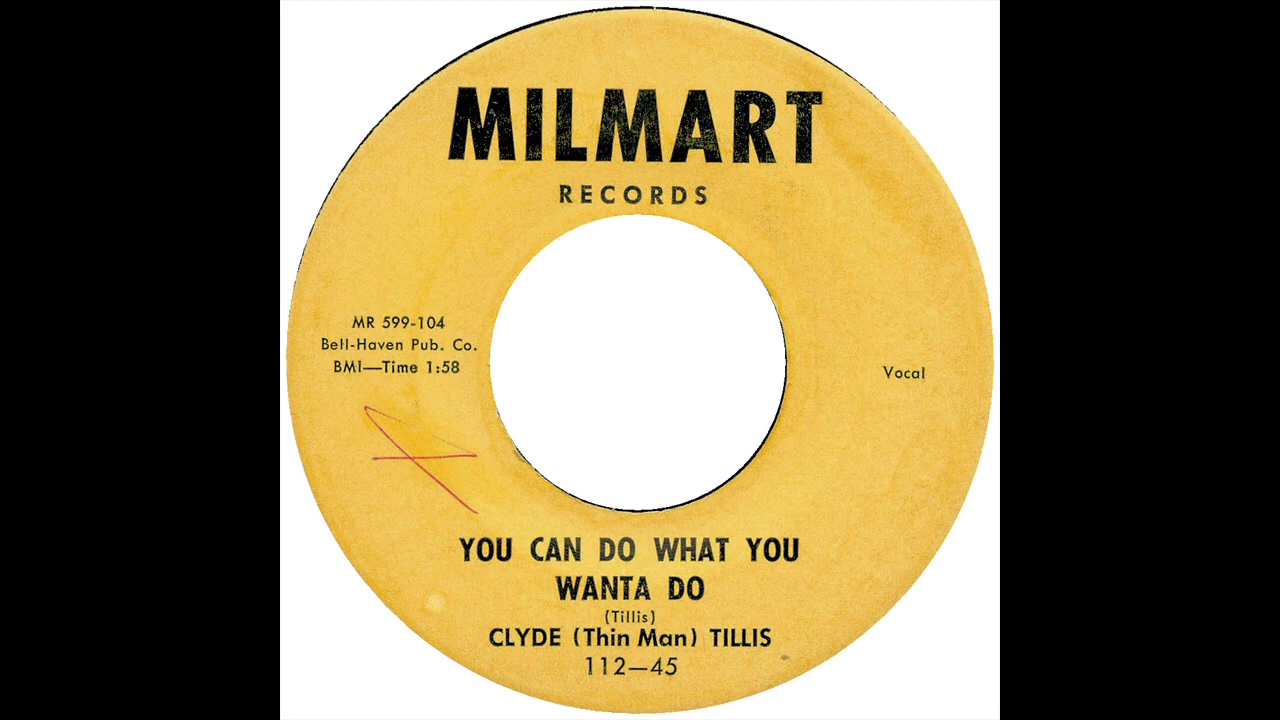 MILMART
RECORDS
MR 599-104
Bell-Haven Pub. Co.
BMI—Time 1:58
Vocal
YOU CAN DO WHAT YOU
WANTA DO
(Tillis)
CLYDE (Thin Man) TILLIS
112—45